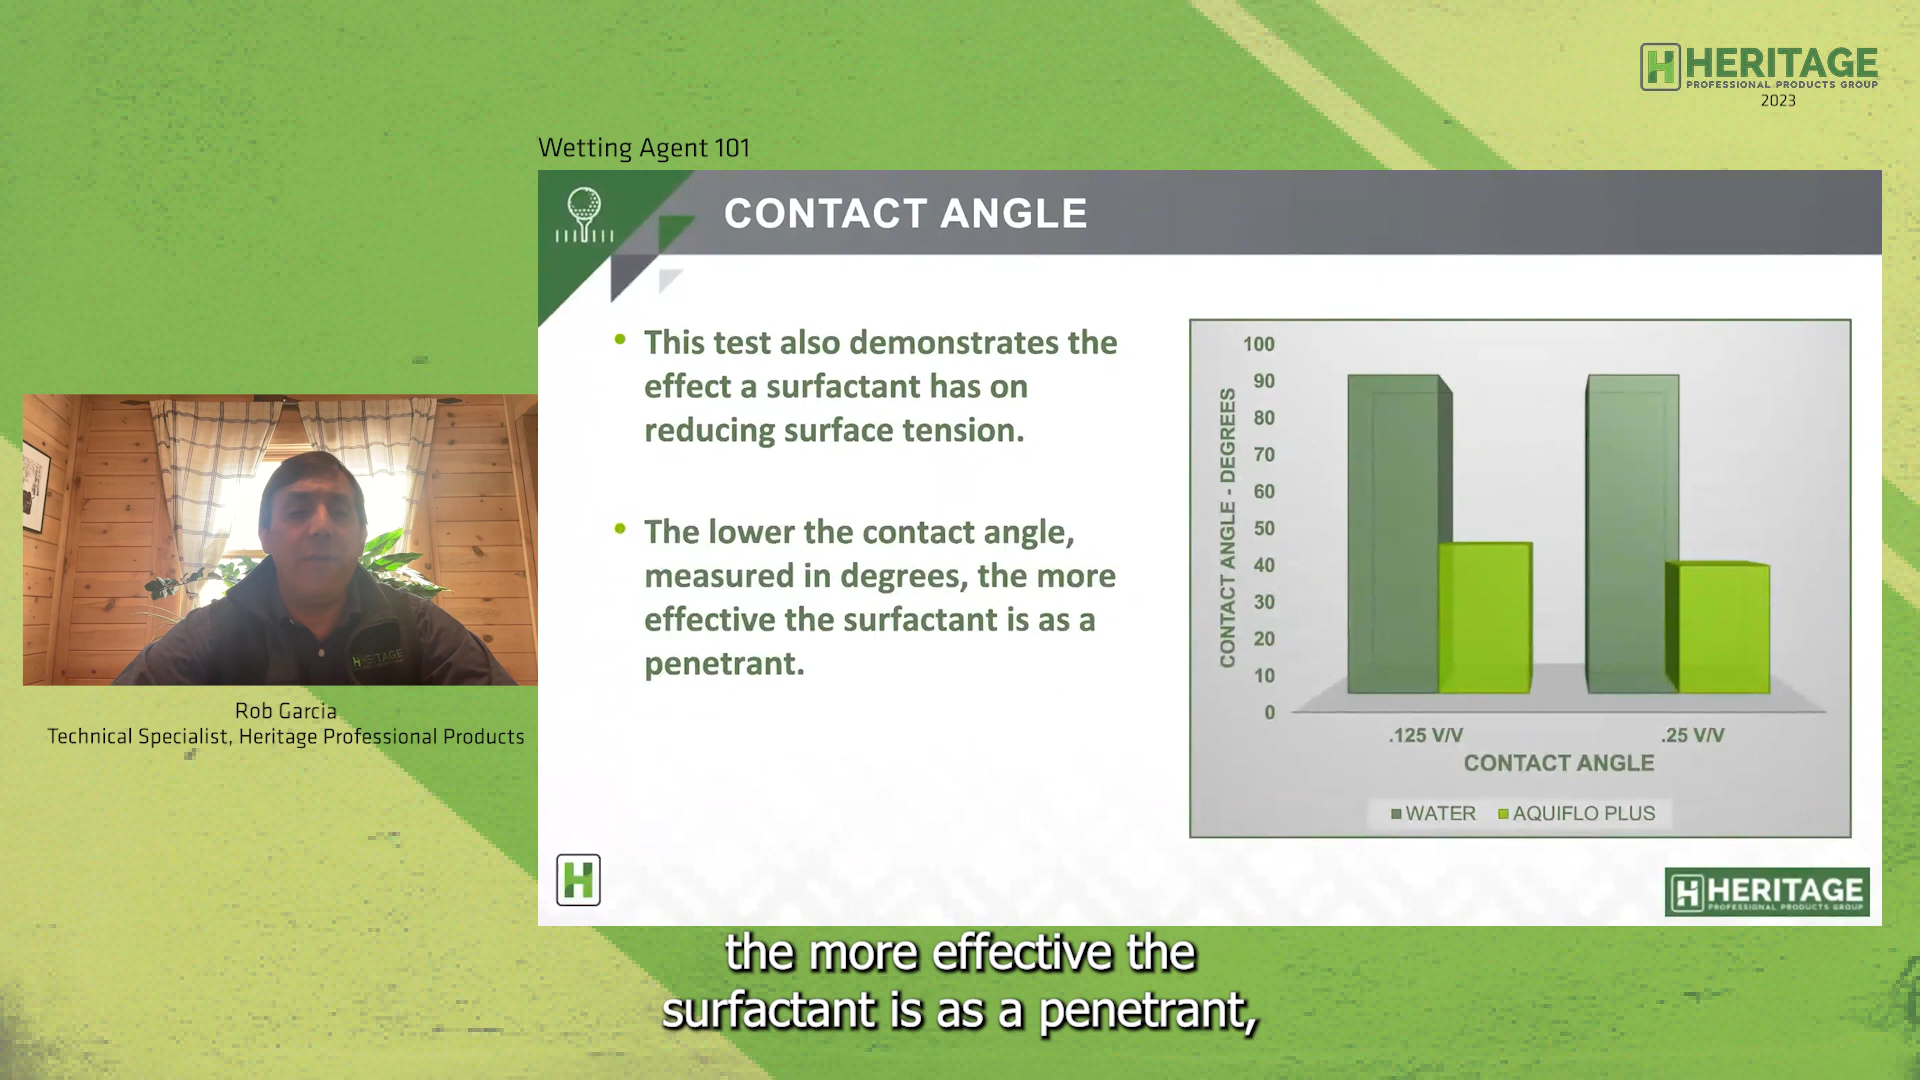 HERITAGE
PROFESSIONAL PRODUCTS GROUP
2023
Wetting Agent 101
CONTACT ANGLE
• This test also demonstrates the
effect a surfactant has on
reducing surface tension.
• The lower the contact angle,
measured in degrees, the more
effective the surfactant is as a
penetrant.
CONTACT ANGLE - DEGREES
100
90
80
70
60
50
40
30
20
10
0
.125 V/V
.25 V/V
CONTACT ANGLE
WATER
AQUIFLO PLUS
HERITAGE
Rob Garcia
Technical Specialist, Heritage Professional Products
H
HERITAGE
PROFESSIONAL PRODUCTS GROUP
the more effective the
surfactant is as a penetrant,